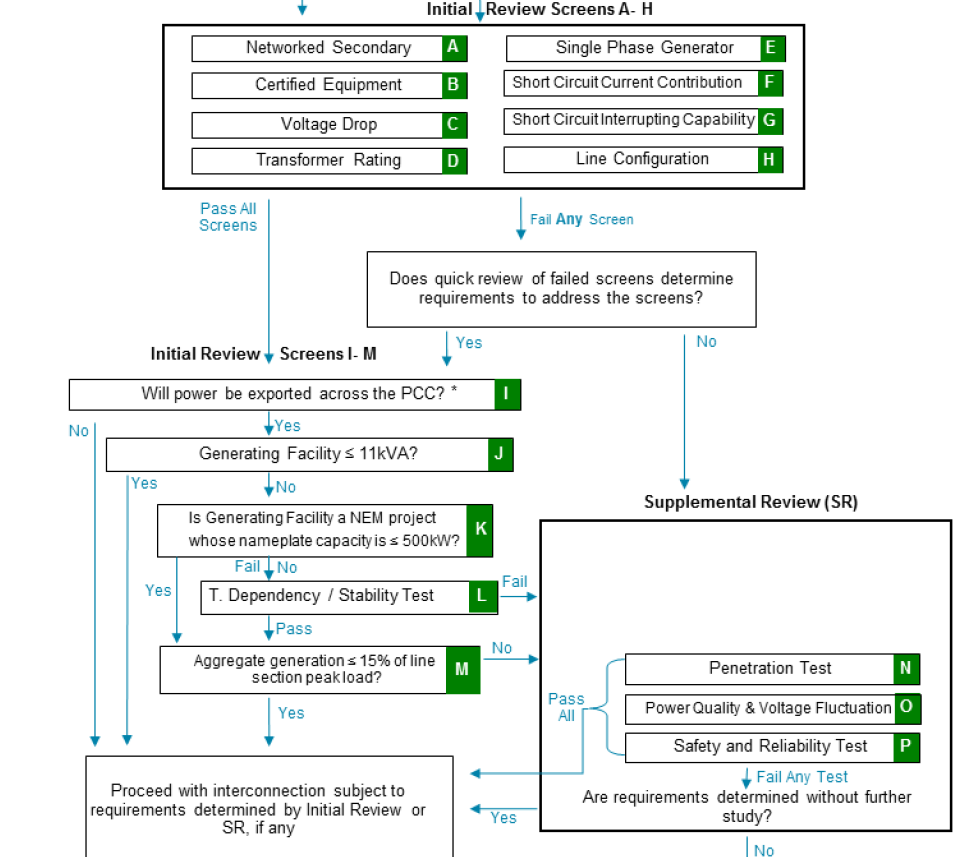 Initial Review Screens A- H
Networked Secondary A
Certified Equipment B
Voltage Drop C
Transformer Rating D
Single Phase Generator E
Short Circuit Current Contribution F
Short Circuit Interrupting Capability G
Line Configuration H
Pass All
Screens
Fail Any Screen
Does quick review of failed screens determine
requirements to address the screens?
Yes
No
Initial Review Screens I- M
Will power be exported across the PCC? * I
No
Yes
Generating Facility ≤ 11kVA? J
Yes
No
Is Generating Facility a NEM project
whose nameplate capacity is ≤ 500kW?
K
Fail No
Yes
T. Dependency / Stability Test L
Fail
Pass
Aggregate generation ≤ 15% of line
section peak load?
M
No
Yes
Supplemental Review (SR)
Penetration Test N
Power Quality & Voltage Fluctuation O
Safety and Reliability Test P
Pass
All
Fail Any Test
Are requirements determined without further
study?
Yes
No
Proceed with interconnection subject to
requirements determined by Initial Review or
SR, if any